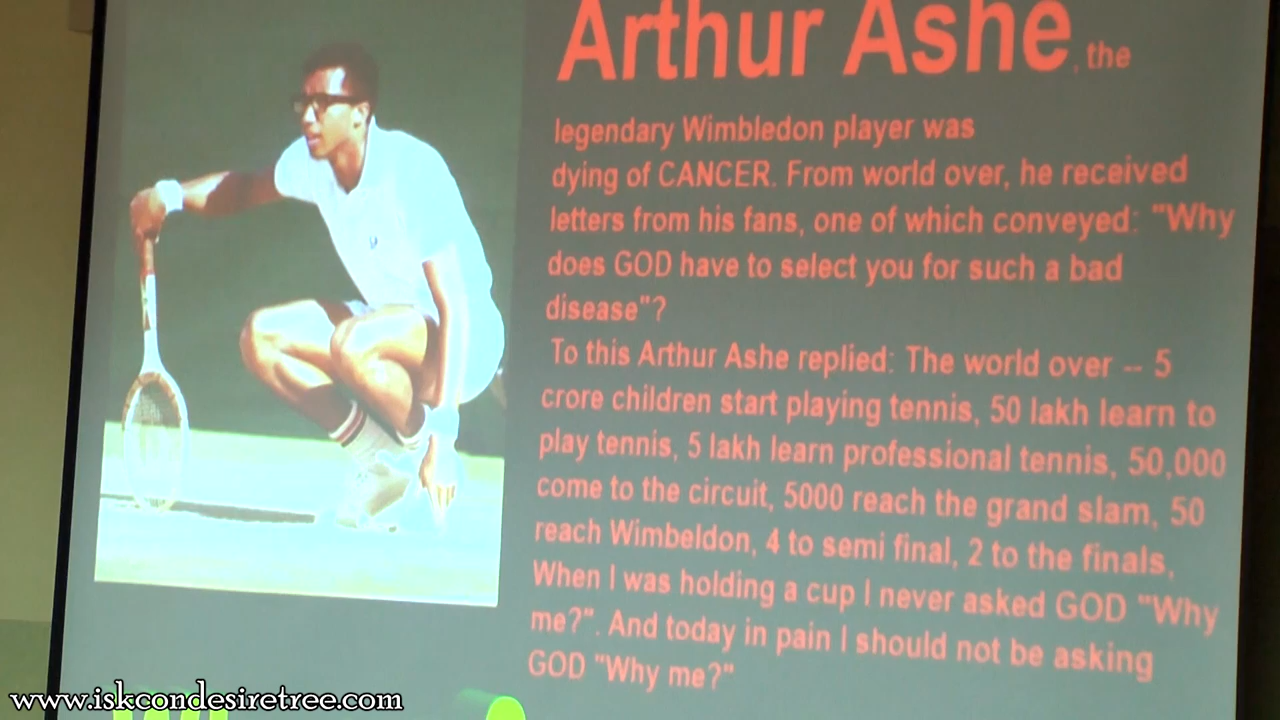 Arthur Ashe, the
legendary Wimbledon player was
dying of CANCER. From world over, he received
letters from his fans, one of which conveyed: "Why
does GOD have to select you for such a bad
disease"?
To this Arthur Ashe replied: The world over – 5
crore children start playing tennis, 50 lakh learn to
play tennis, 5 lakh learn professional tennis, 50,000
come to the circuit, 5000 reach the grand slam, 50
reach Wimbeldon, 4 to semi final, 2 to the finals,
When I was holding a cup I never asked GOD "Why
me?". And today in pain I should not be asking
GOD "Why me?"
www.iskcondesiretree.com